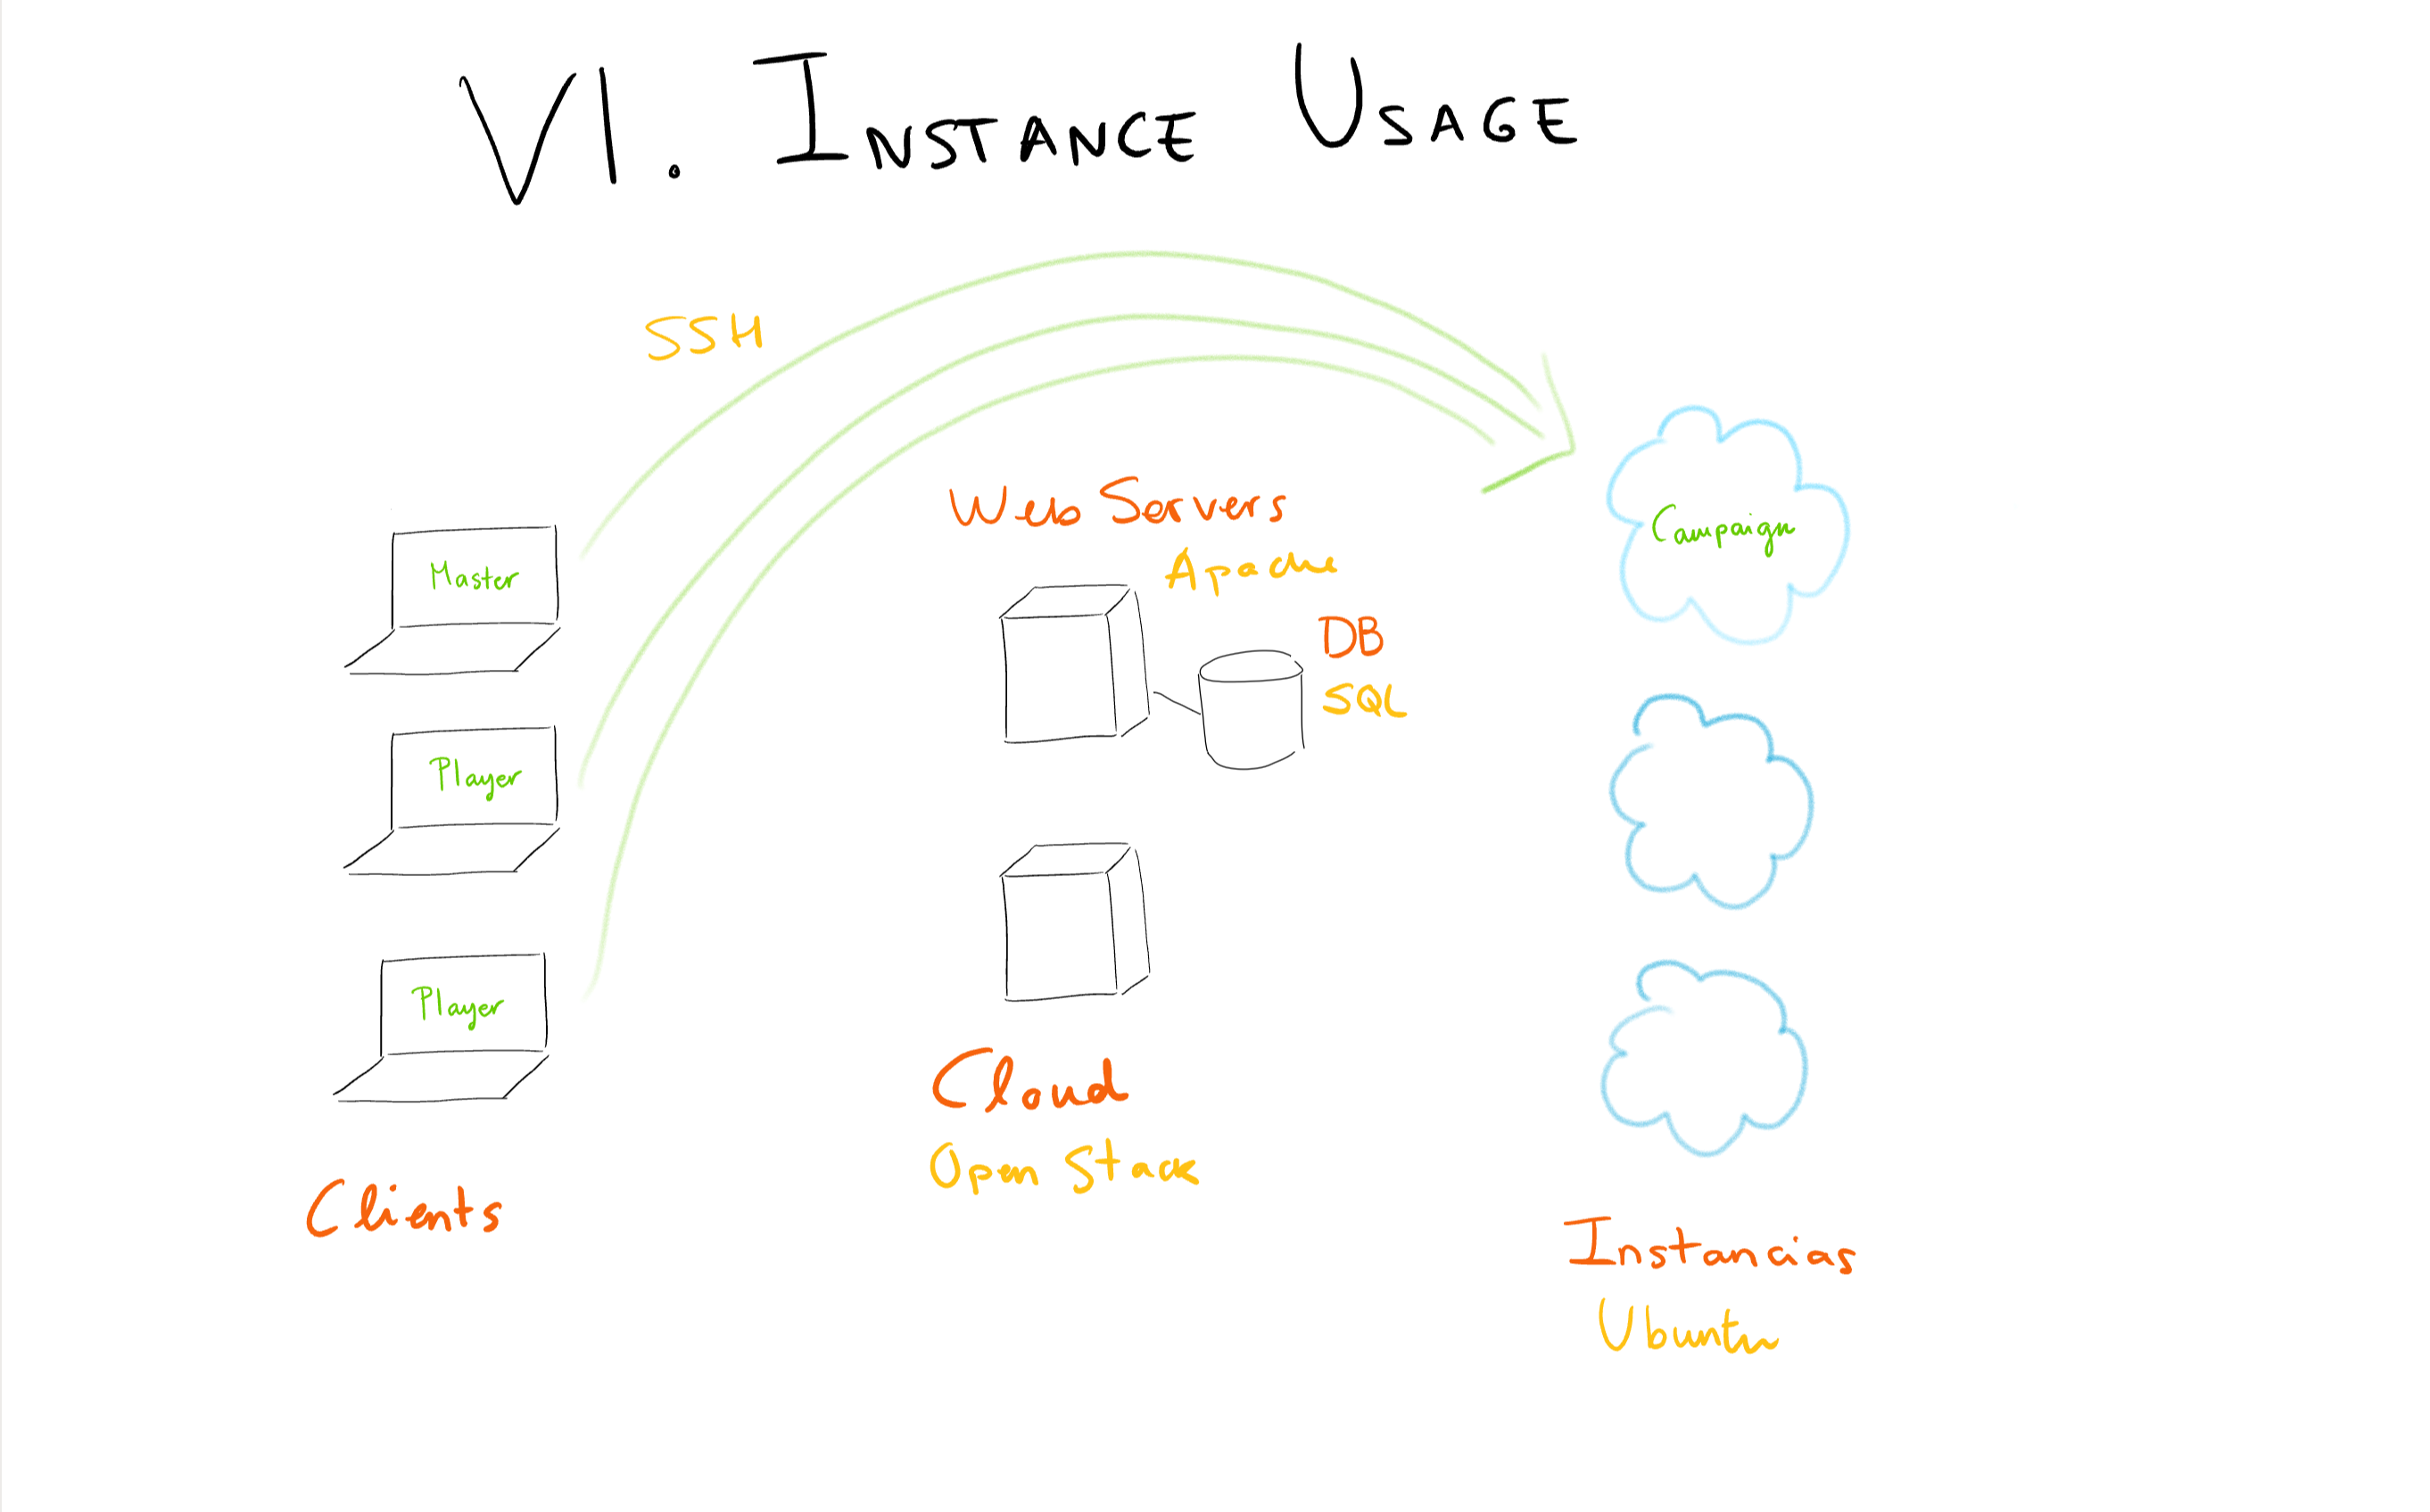 VI. INSTANCE USAGE
SSH
Web Servers
Apache
Campaign
Master
DB
SQL
Player
Player
Cloud
Open Stack
Clients
Instancias
Ubuntu